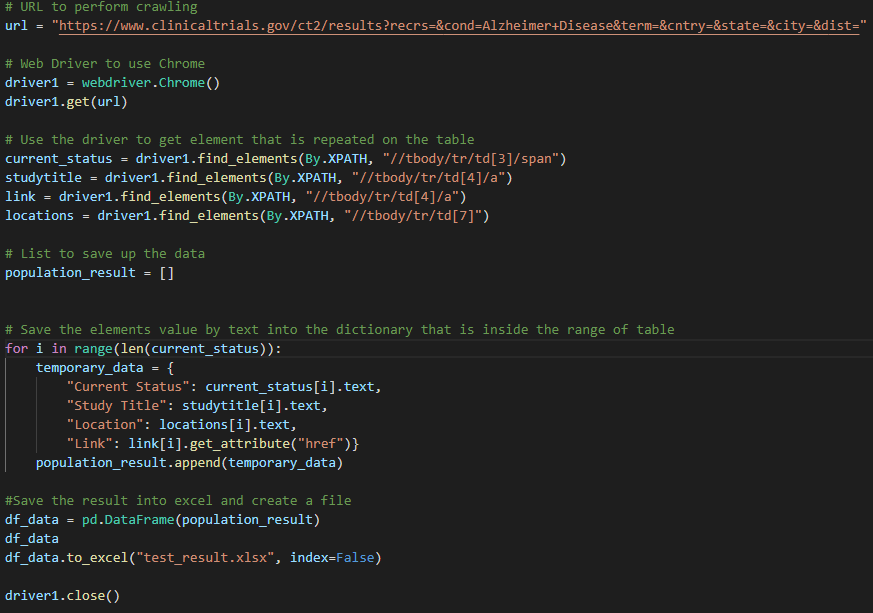 # URL to perform crawling
url = "https://www.clinicaltrials.gov/ct2/results?recrs=&cond=Alzheimer+Disease&term=&cntry=&state=&city=&dist="
# Web Driver to use Chrome
driver1 = webdriver.Chrome()
driver1.get(url)
# Use the driver to get element that is repeated on the table
current_status = driver1.find_elements(By.XPATH, "//tbody/tr/td[3]/span")
studytitle = driver1.find_elements(By.XPATH, "//tbody/tr/td[4]/a")
link = driver1.find_elements(By.XPATH, "//tbody/tr/td[4]/a")
locations = driver1.find_elements(By.XPATH, "//tbody/tr/td[7]")
# List to save up the data
population_result = []
# Save the elements value by text into the dictionary that is inside the range of table
for i in range(len(current_status)):
    temporary_data = {
        "Current Status": current_status[i].text,
        "Study Title": studytitle[i].text,
        "Location": locations[i].text,
        "Link": link[i].get_attribute("href")}
    population_result.append(temporary_data)
#Save the result into excel and create a file
df_data = pd.DataFrame(population_result)
df_data
df_data.to_excel("test_result.xlsx", index=False)
driver1.close()